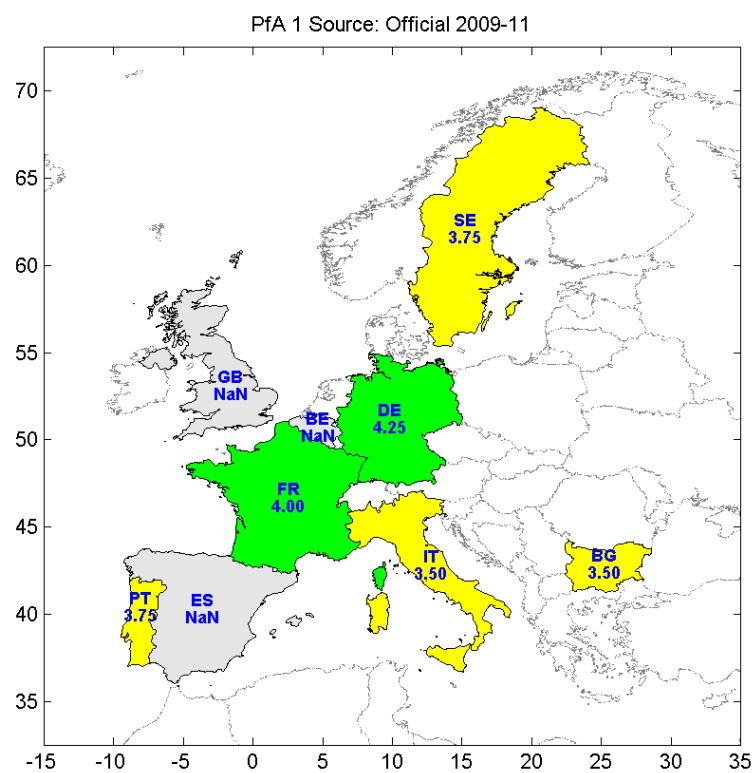 PfA 1 Source: Official 2009-11
70
65
SE
3.75
60
55
GB
NaN
BE
NaN
DE
4.25
50
FR
4.00
45
IT
3.50
BG
3.50
PT
3.75
ES
NaN
40
35
-15 -10 -5 0 5 10 15 20 25 30 35